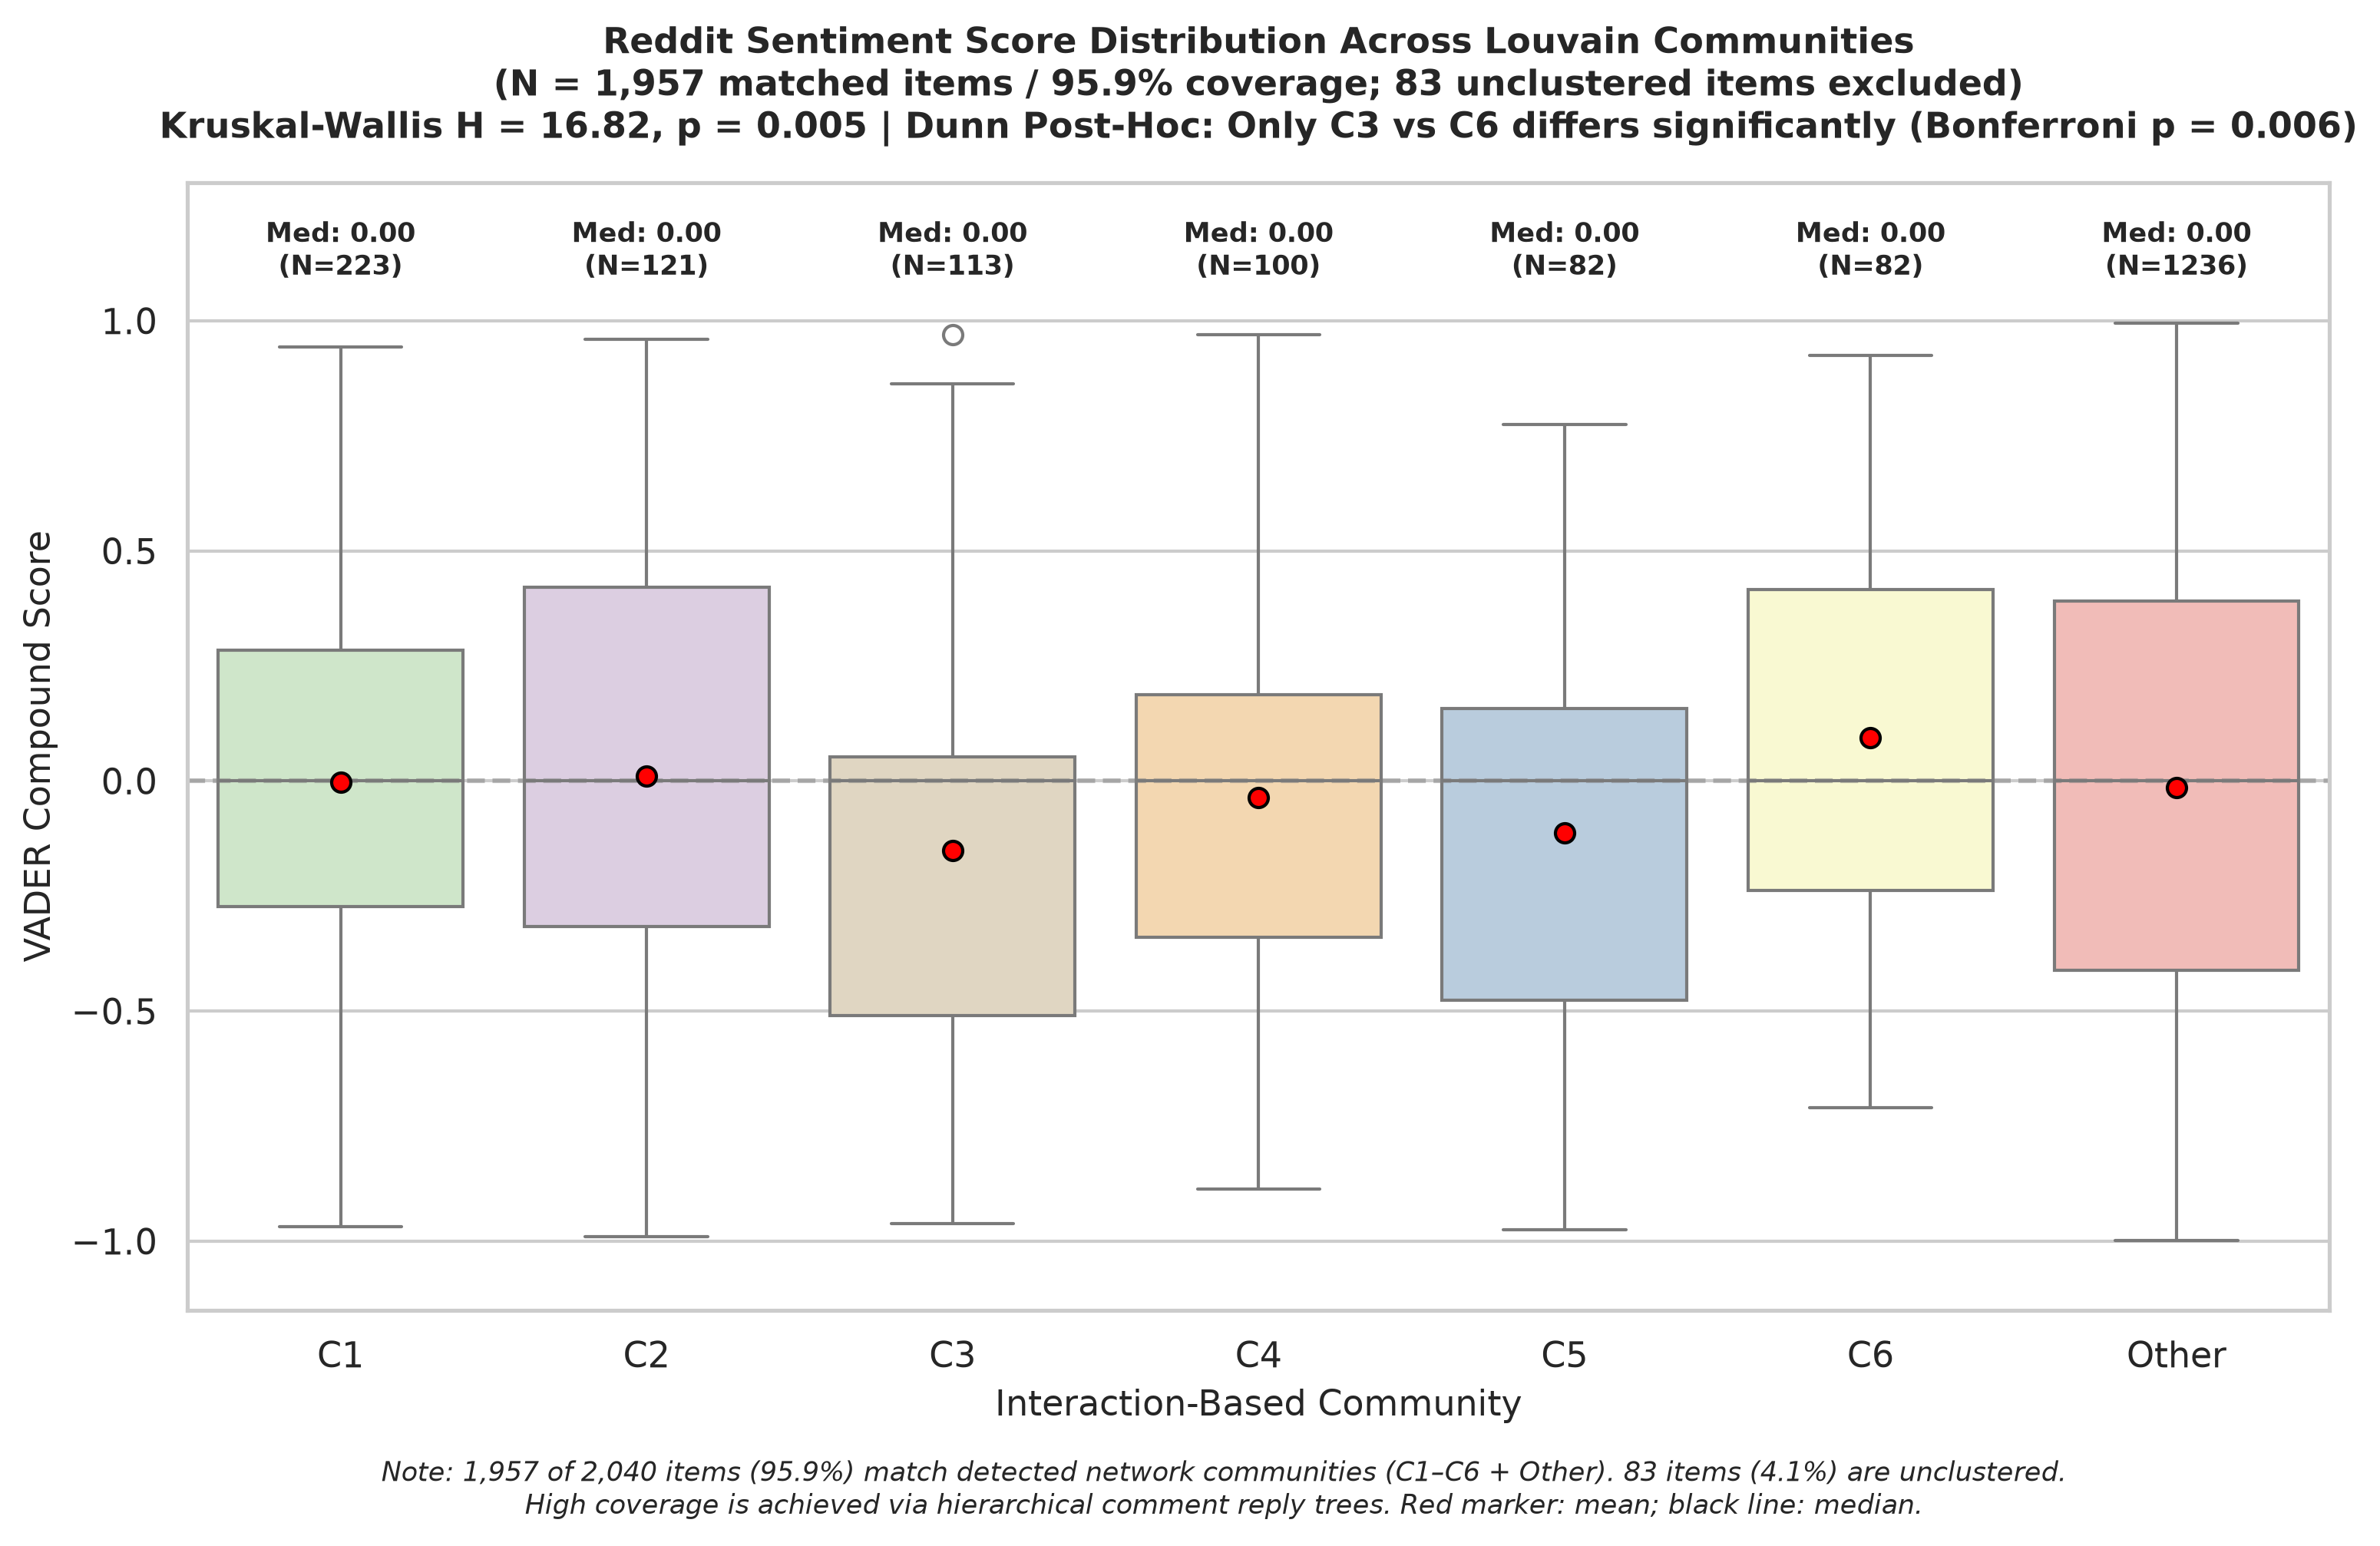 Reddit Sentiment Score Distribution Across Louvain Communities
(N = 1,957 matched items / 95.9% coverage; 83 unclustered items excluded)
Kruskal-Wallis H = 16.82, p = 0.005 | Dunn Post-Hoc: Only C3 vs C6 differs significantly (Bonferroni p = 0.006)
Med: 0.00 Med: 0.00 Med: 0.00 Med: 0.00 Med: 0.00 Med: 0.00 Med: 0.00
(N=223) (N=121) (N=113) (N=100) (N=82) (N=82) (N=1236)
VADER Compound Score
1.0
0.5
0.0
−0.5
−1.0
C1 C2 C3 C4 C5 C6 Other
Interaction-Based Community
Note: 1,957 of 2,040 items (95.9%) match detected network communities (C1–C6 + Other). 83 items (4.1%) are unclustered.
High coverage is achieved via hierarchical comment reply trees. Red marker: mean; black line: median.